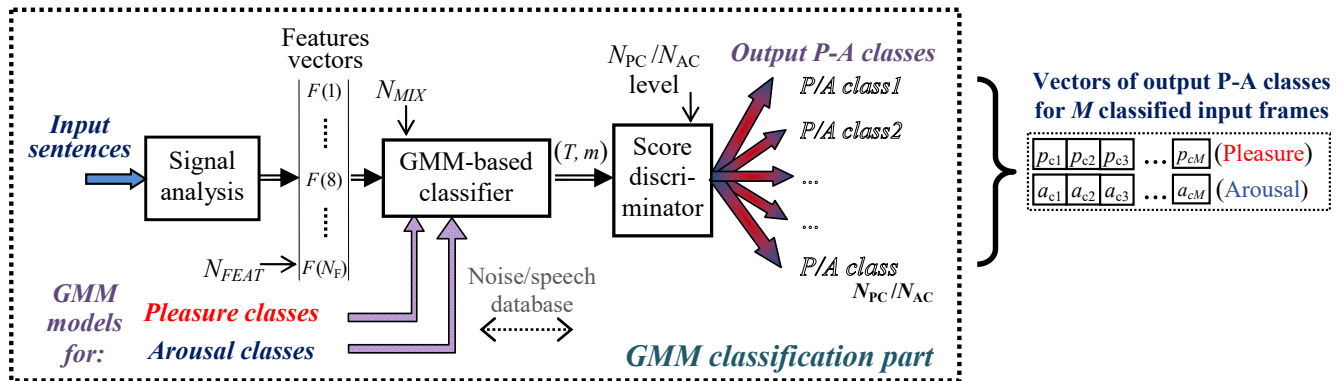 Features
vectors
F(1)
F(8)
F(N_F)
N_FEAT
Input
sentences
Signal
analysis
N_MIX
GMM-based
classifier
(T, m)
N_PC/N_AC
level
Score
discri-
minator
Output P-A classes
P/A class1
P/A class2
...
...
P/A class
N_PC/N_AC
GMM
models
for:
Pleasure classes
Arousal classes
Noise/speech
database
GMM classification part
Vectors of output P-A classes
for M classified input frames
p_c1 p_c2 p_c3 ... p_cM (Pleasure)
a_c1 a_c2 a_c3 ... a_cM (Arousal)